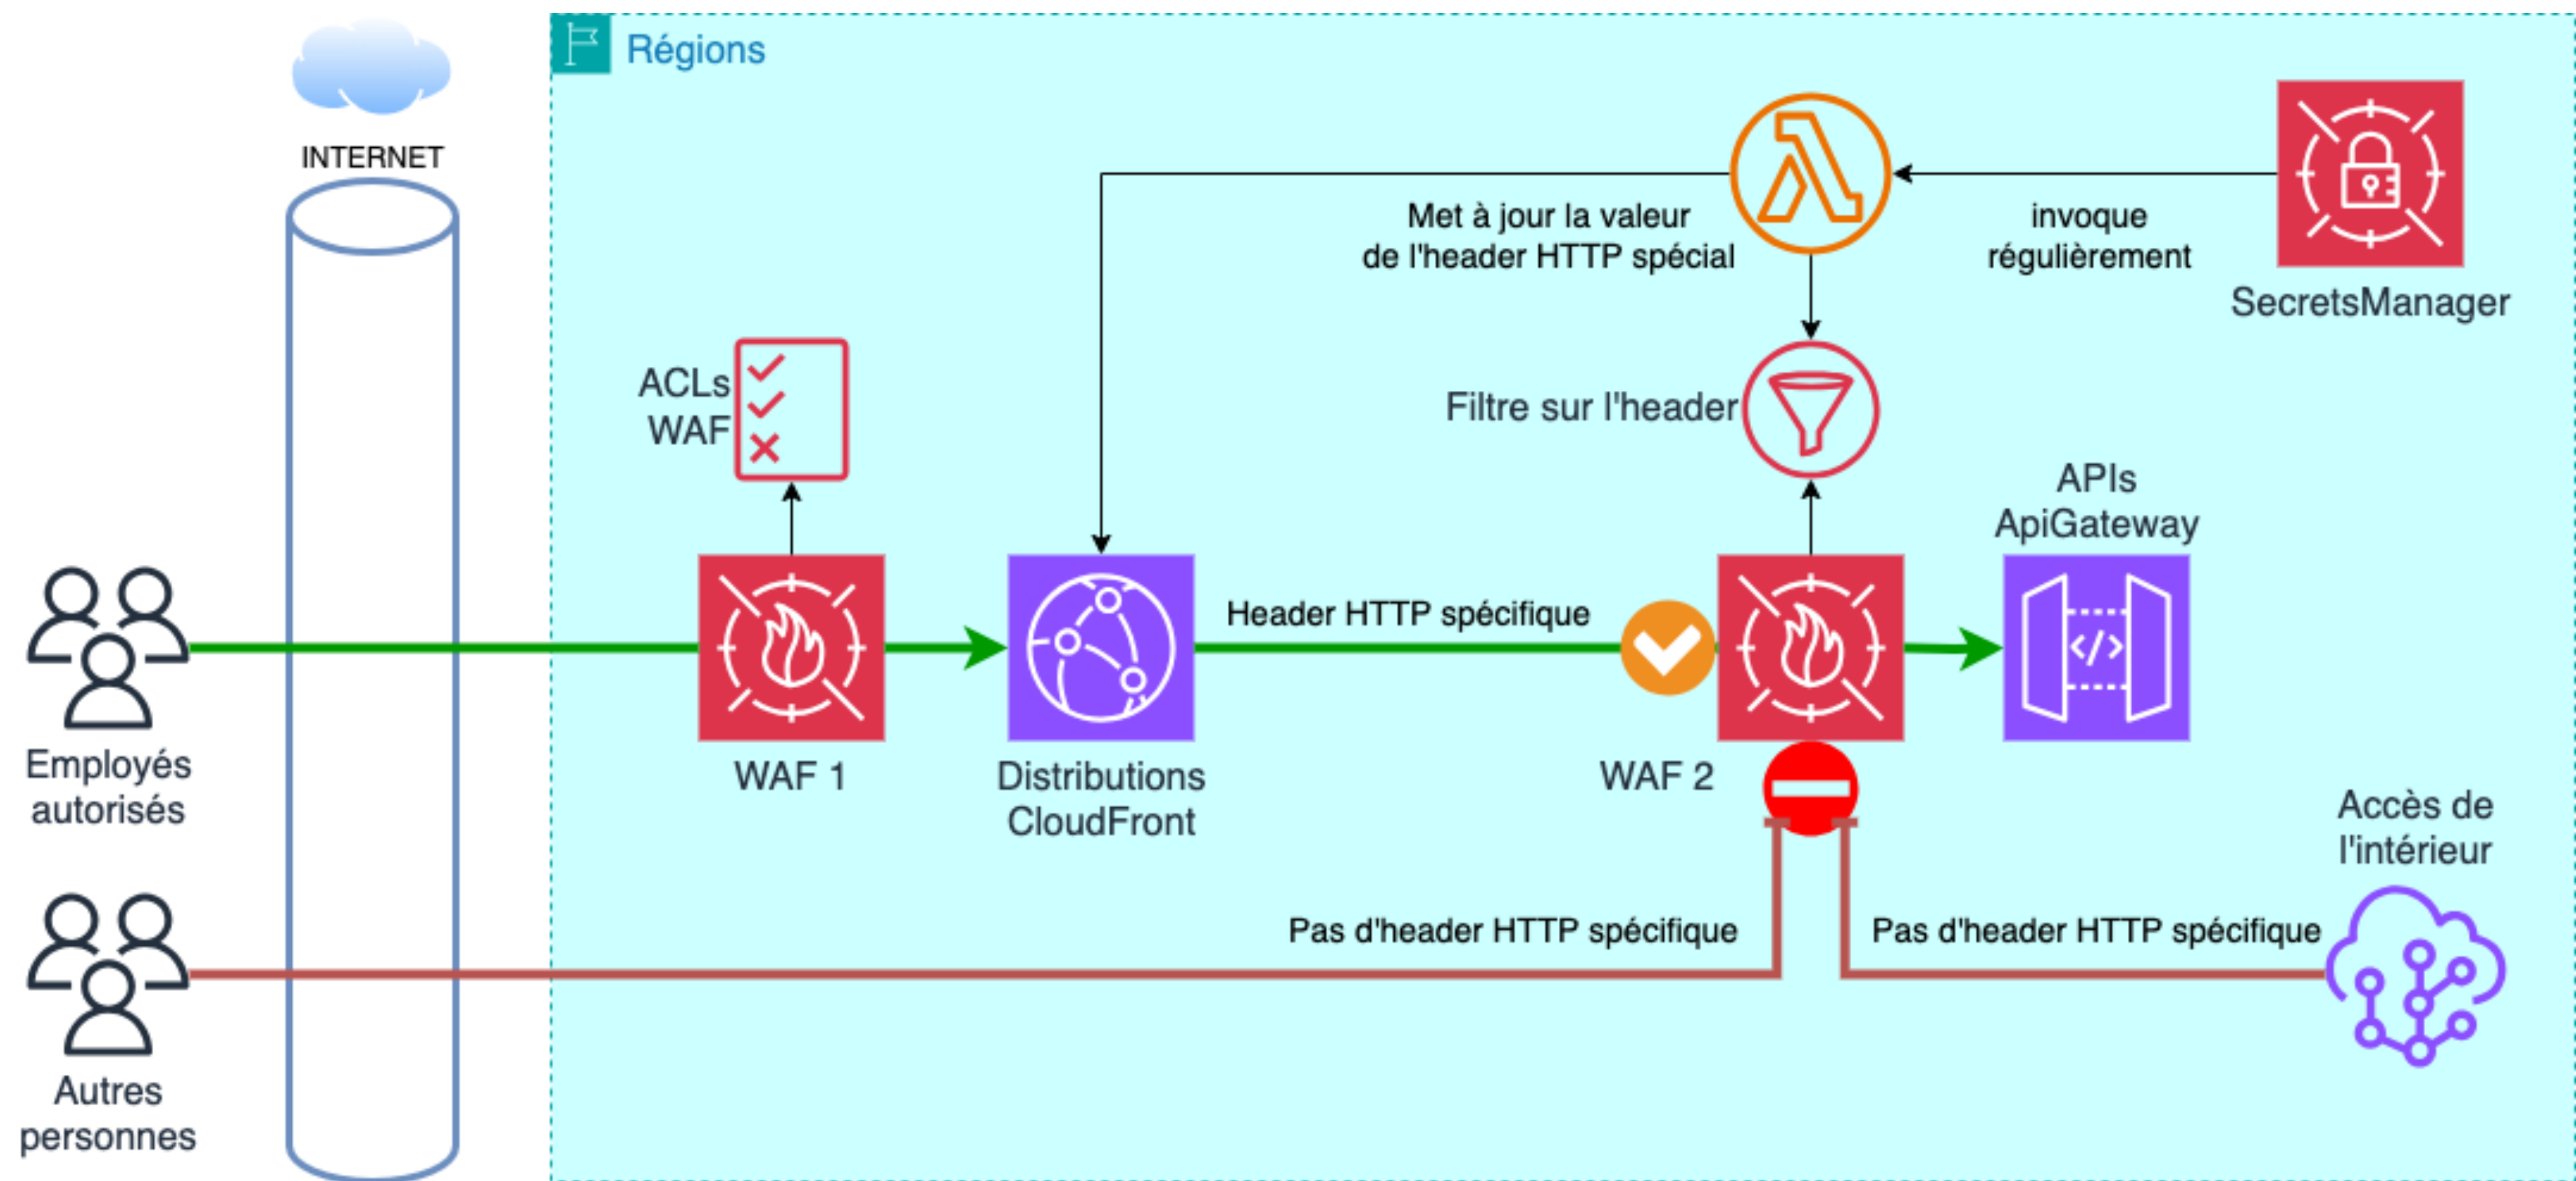 Régions
INTERNET
Met à jour la valeur
de l'header HTTP spécial
invoque
régulièrement
SecretsManager
ACLs
WAF
Filtre sur l'header
APIs
ApiGateway
Header HTTP spécifique
</>
Employés
autorisés
WAF 1
Distributions
CloudFront
WAF 2
Accès de
l'intérieur
Pas d'header HTTP spécifique
Pas d'header HTTP spécifique
Autres
personnes